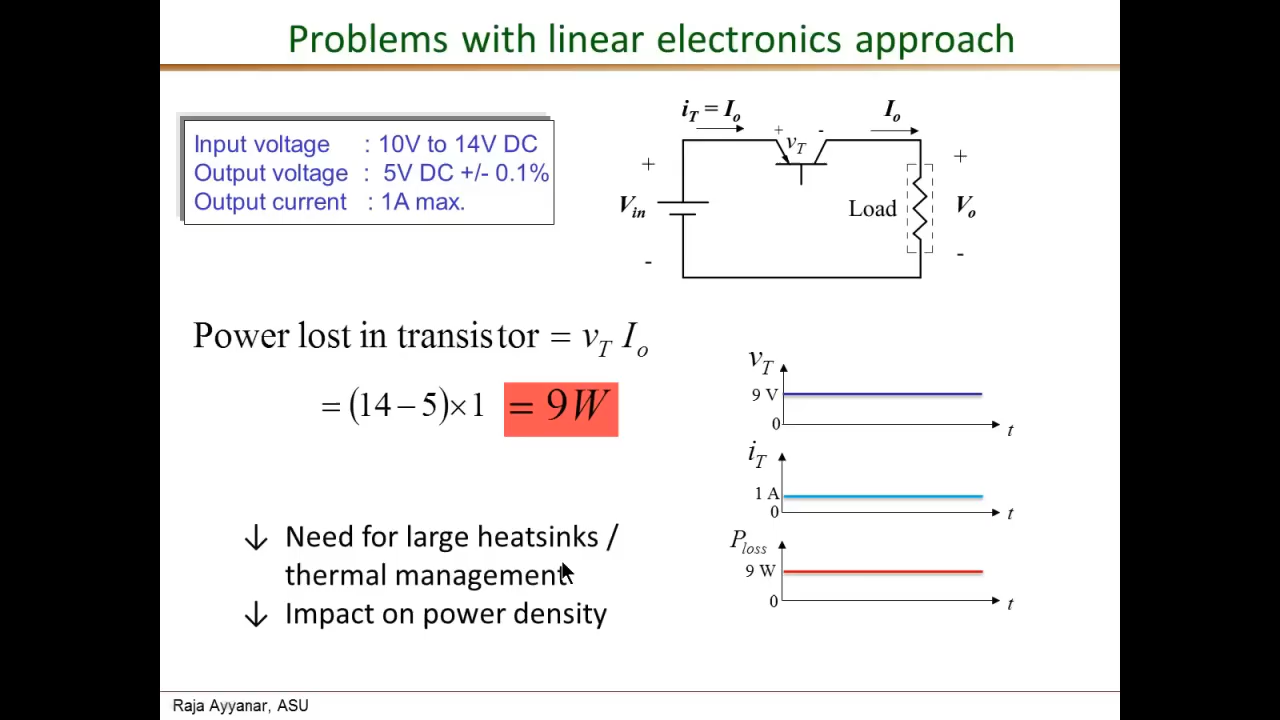 Problems with linear electronics approach
Input voltage : 10V to 14V DC
Output voltage : 5V DC +/- 0.1%
Output current : 1A max.
iT = Io
Io
+ vT -
+
Vin
-
Load
+
Vo
-
Power lost in transistor = vT Io
= (14 – 5)×1 = 9W
vT
9 V
0
t
iT
1 A
0
t
Ploss
9 W
0
t
↓ Need for large heatsinks /
thermal management
↓ Impact on power density
Raja Ayyanar, ASU